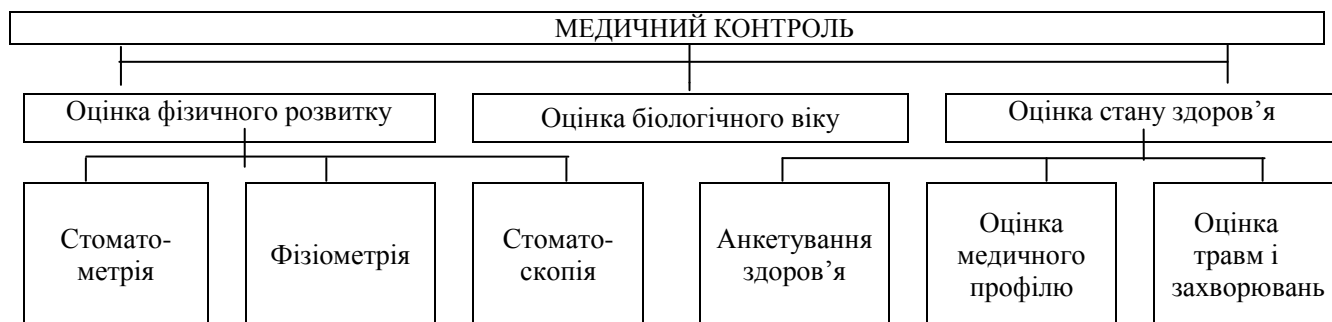 МЕДИЧНИЙ КОНТРОЛЬ
Оцінка фізичного розвитку
Оцінка біологічного віку
Оцінка стану здоров’я
Стомато-
метрія
Фізіометрія
Стомато-
скопія
Анкетування
здоров’я
Оцінка
медичного
профілю
Оцінка
травм і
захворювань